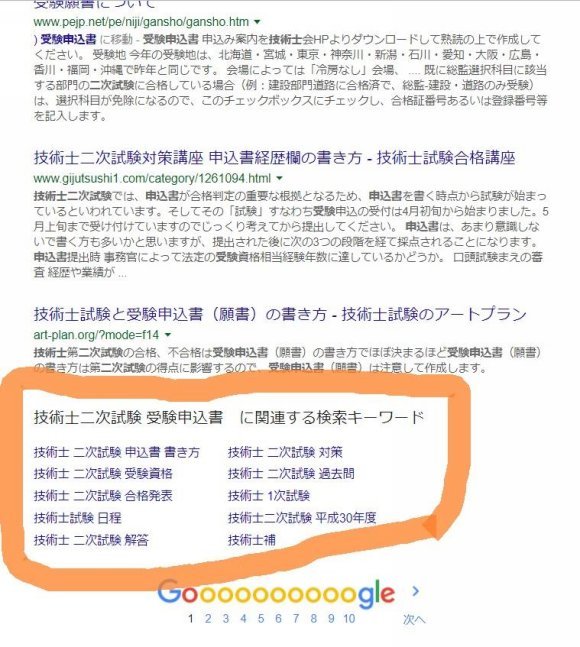 受験願書について
www.pejp.net/pe/niji/gansho/gansho.htm ▼
) 受験申込書 に移動 - 受験申込書 申込み案内を技術士会HPよりダウンロードして熟読の上で作成して
ください。 受験地 今年の受験地は、北海道・宮城・東京・神奈川・新潟・石川・愛知・大阪・広島・
香川・福岡・沖縄で昨年と同じです。 会場によっては「冷房なし」会場、 .... 既に総監選択科目に該当
する部門の二次試験に合格している場合（例：建設部門道路に合格済で、総監-建設・道路のみ受験）
は、選択科目が免除になるので、このチェックボックスにチェックし、合格証番号あるいは登録番号等
を記入します。
技術士二次試験対策講座 申込書経歴欄の書き方 - 技術士試験合格講座
www.gijutsushi1.com/category/1261094.html ▼
技術士二次試験では、申込書が合格判定の重要な根拠となるため、申込書を書く時点から試験が始まっ
ているといわれています。そしてその「試験」すなわち受験申込の受付は4月初旬から始まりました。5
月上旬まで受け付けていますのでじっくり考えてから提出してください。 申込書は、あまり意識しな
いで書く方も多いかと思いますが、提出された後に次の3つの段階を経て採点されることになります。
申込書提出時 事務官によって法定の受験資格相当経験年数に達しているかどうか。 口頭試験まえの審
査 経歴や業績が ...
技術士試験と受験申込書（願書）の書き方 - 技術士試験のアートプラン
art-plan.org/?mode=f14 ▼
技術士第二次試験の合格、不合格は受験申込書（願書）の書き方でほぼ決まるほど受験申込書（願書）
の書き方は第二次試験の得点に影響するので、受験申込書（願書）は注意して作成します。
技術士二次試験 受験申込書　に関連する検索キーワード
技術士 二次試験 申込書 書き方
技術士 二次試験 受験資格
技術士 二次試験 合格発表
技術士試験 日程
技術士 二次試験 解答
技術士 二次試験 対策
技術士 二次試験 過去問
技術士 1次試験
技術士二次試験 平成30年度
技術士補
Goooooooooogle >
1 2 3 4 5 6 7 8 9 10 次へ